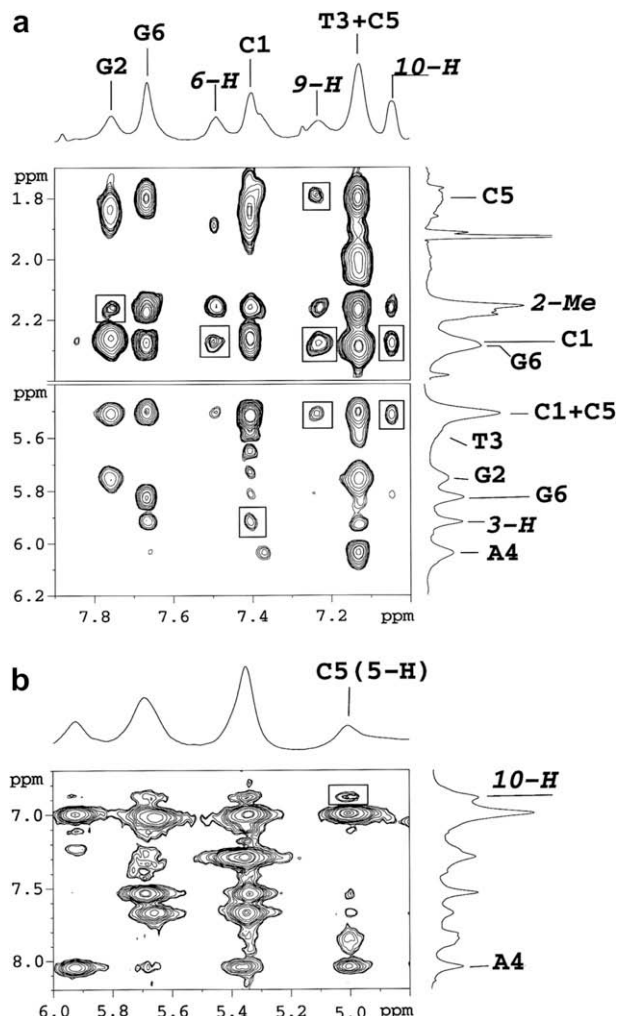 a
T3+C5
G6
C1
10-H
G2
6-H
9-H
ppm
1.8
C5
2.0
2-Me
2.2
C1
G6
ppm
5.6
C1+C5
T3
G2
5.8
G6
3-H
6.0
A4
6.2
7.8 7.6 7.4 7.2 ppm
b
C5(5-H)
ppm
10-H
7.0
7.5
8.0
A4
6.0 5.8 5.6 5.4 5.2 5.0 ppm